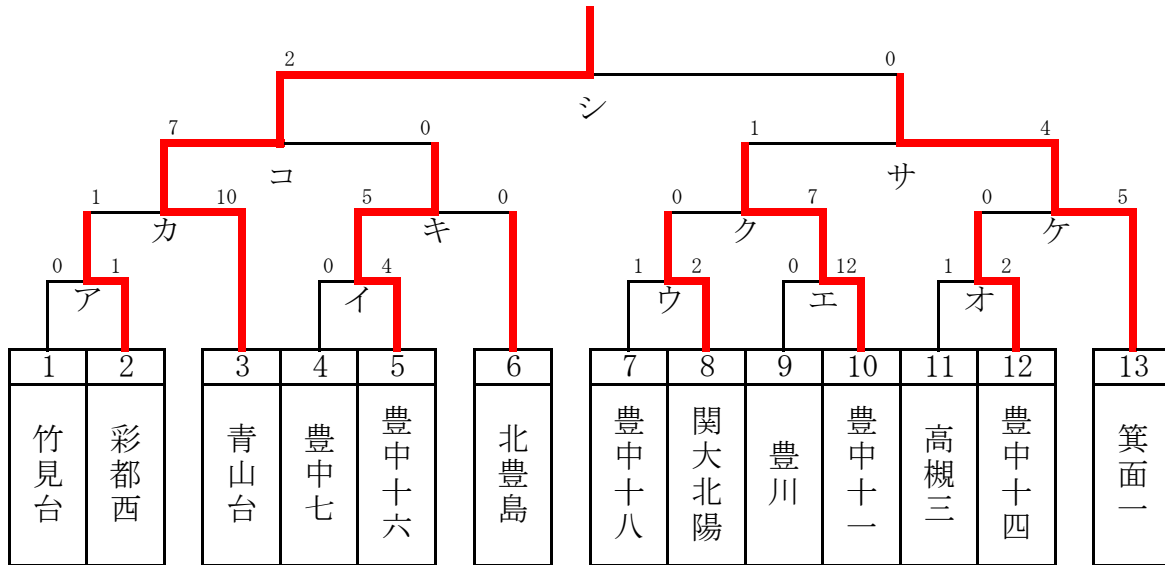 2 0
シ
7 0 1 4
コ サ
1 10 5 0 0 7 0 5
カ キ ク ケ
0 1 0 4 1 2 0 12 1 2
ア イ ウ エ オ
1 2 3 4 5 6 7 8 9 10 11 12 13
竹見台
彩都西
青山台
豊中七
豊中十六
北豊島
豊中十八
関大北陽
豊川
豊中十一
高槻三
豊中十四
箕面一